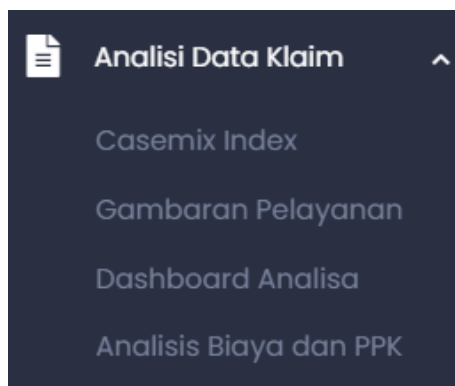 Analisi Data Klaim
Casemix Index
Gambaran Pelayanan
Dashboard Analisa
Analisis Biaya dan PPK